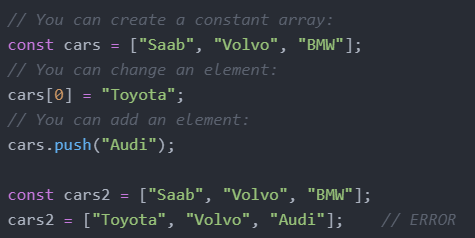 // You can create a constant array:
const cars = ["Saab", "Volvo", "BMW"];
// You can change an element:
cars[0] = "Toyota";
// You can add an element:
cars.push("Audi");

const cars2 = ["Saab", "Volvo", "BMW"];
cars2 = ["Toyota", "Volvo", "Audi"];    // ERROR